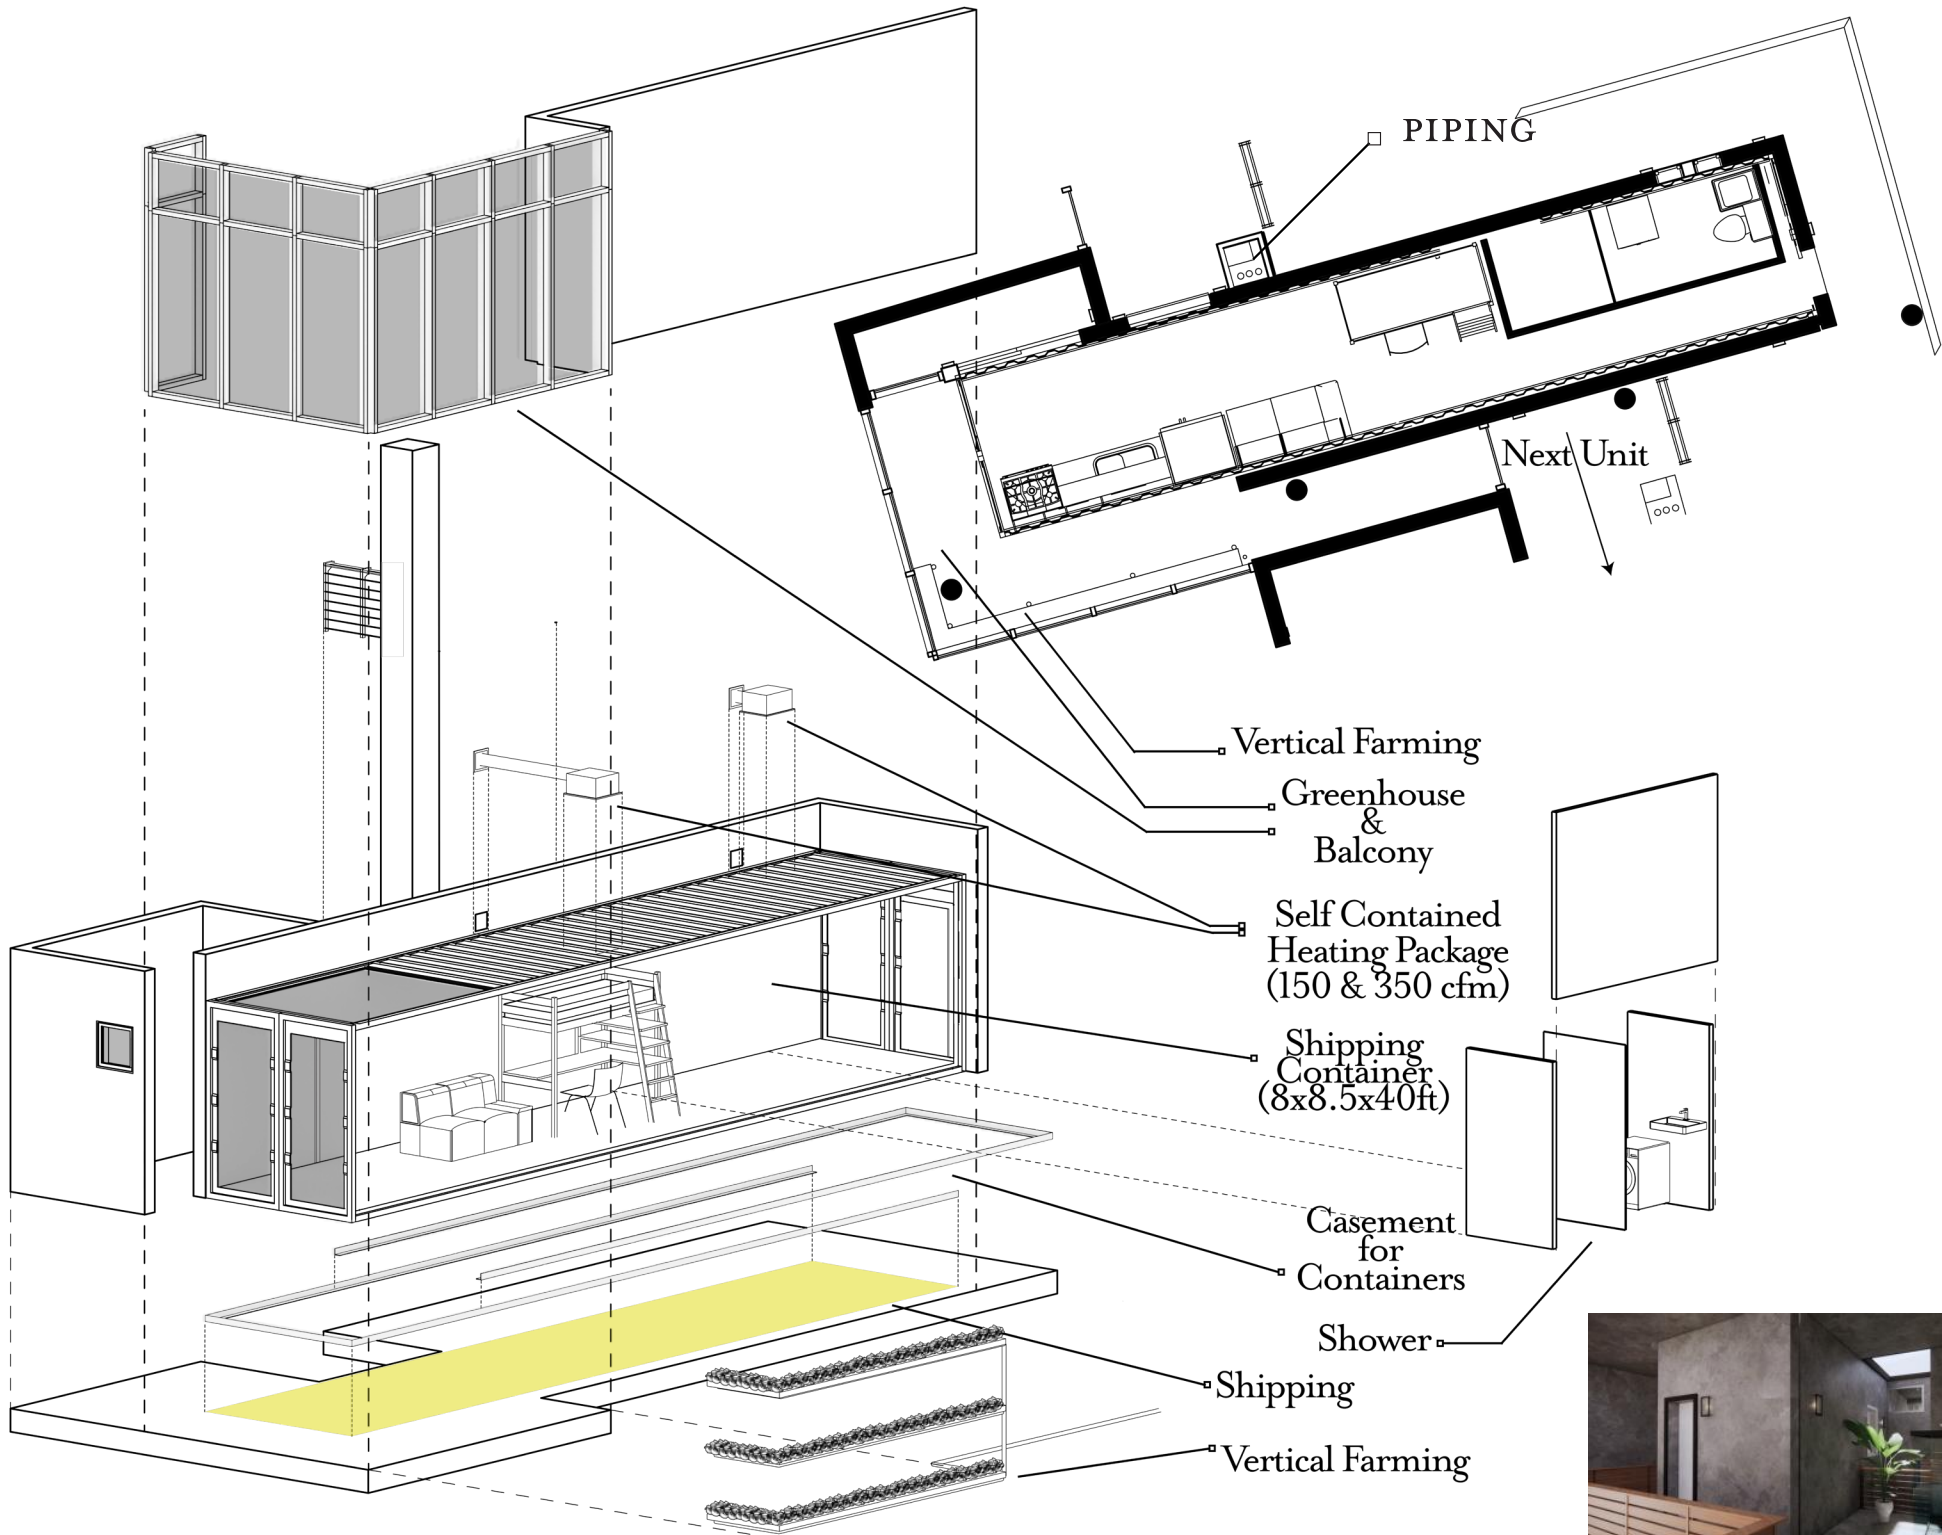 PIPING
Next Unit
Vertical Farming
Greenhouse
&
Balcony
Self Contained
Heating Package
(150 & 350 cfm)
Shipping
Container
(8x8.5x40ft)
Casement
for
Containers
Shower
Shipping
Vertical Farming